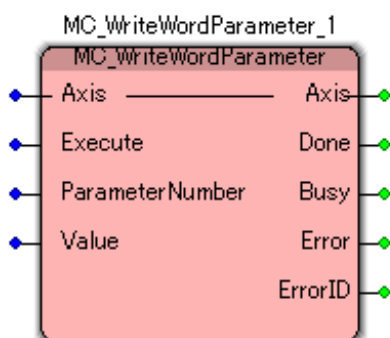 MC_WriteWordParameter_1
MC_WriteWordParameter
Axis Axis
Execute Done
ParameterNumber Busy
Value Error
ErrorID